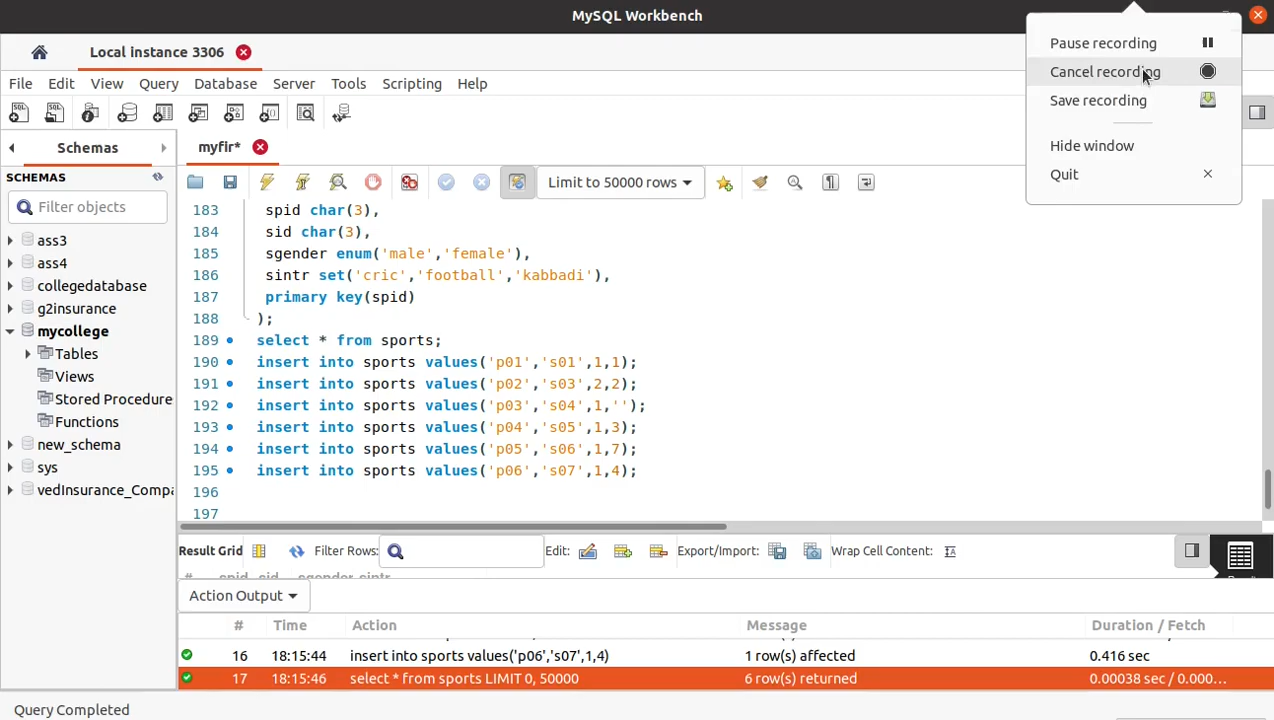 MySQL Workbench
Local instance 3306
File Edit View Query Database Server Tools Scripting Help
Pause recording
Cancel recording
Save recording
Hide window
Quit
Schemas
myfir*
SCHEMAS
Filter objects
Limit to 50000 rows
ass3
ass4
collegedatabase
g2insurance
mycollege
Tables
Views
Stored Procedure
Functions
new_schema
sys
vedInsurance_Compa
183 spid char(3),
184 sid char(3),
185 sgender enum('male','female'),
186 sintr set('cric','football','kabbadi'),
187 primary key(spid)
188 );
189 select * from sports;
190 insert into sports values('p01','s01',1,1);
191 insert into sports values('p02','s03',2,2);
192 insert into sports values('p03','s04',1,'');
193 insert into sports values('p04','s05',1,3);
194 insert into sports values('p05','s06',1,7);
195 insert into sports values('p06','s07',1,4);
196
197
Result Grid Filter Rows: Edit: Export/Import: Wrap Cell Content:
# spid sid sgender sintr
Action Output
# Time Action Message Duration / Fetch
16 18:15:44 insert into sports values('p06','s07',1,4) 1 row(s) affected 0.416 sec
17 18:15:46 select * from sports LIMIT 0, 50000 6 row(s) returned 0.00038 sec / 0.000...
Query Completed